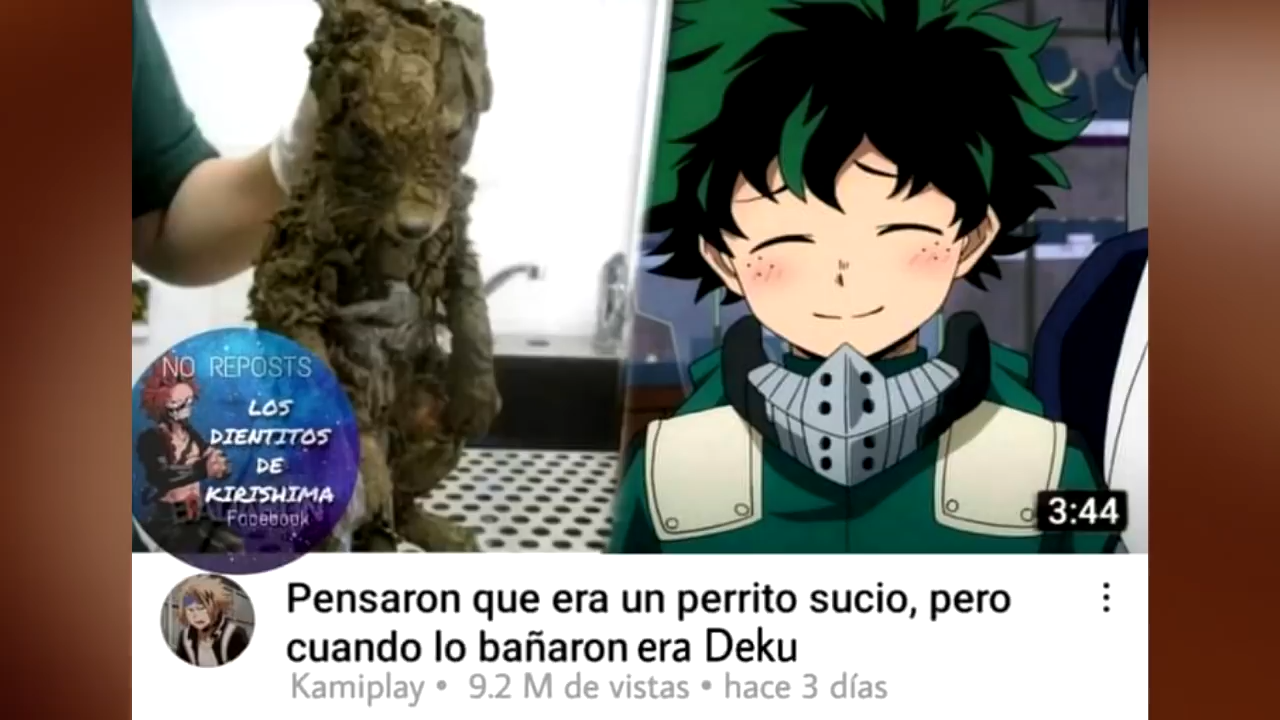 NO REPOSTS
LOS
DIENTITOS
DE
KIRISHIMA
Facebook
3:44
Pensaron que era un perrito sucio, pero
cuando lo bañaron era Deku
Kamiplay • 9.2 M de vistas • hace 3 días